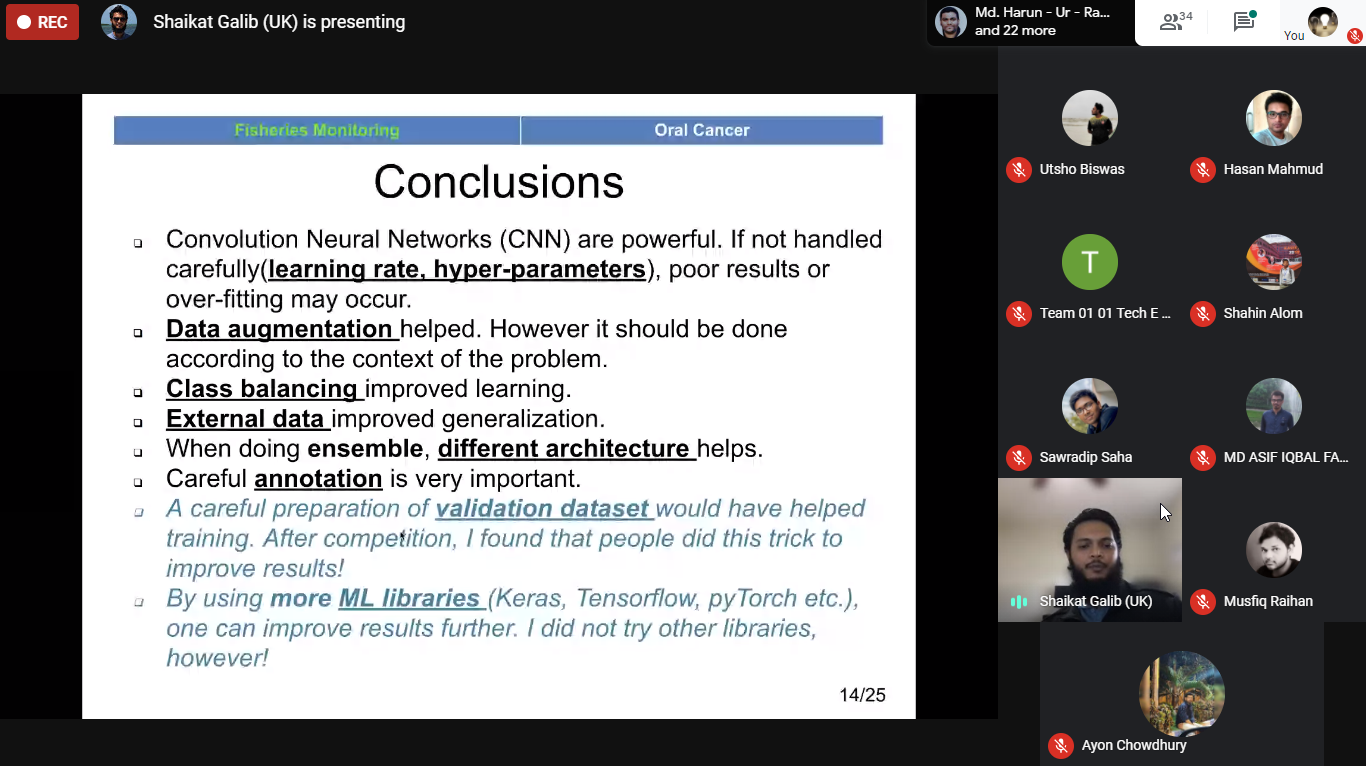 REC
Shaikat Galib (UK) is presenting
Md. Harun - Ur - Ra...
and 22 more
34
You
Fisheries Monitoring
Oral Cancer
Conclusions
Convolution Neural Networks (CNN) are powerful. If not handled
carefully(learning rate, hyper-parameters), poor results or
over-fitting may occur.
Data augmentation helped. However it should be done
according to the context of the problem.
Class balancing improved learning.
External data improved generalization.
When doing ensemble, different architecture helps.
Careful annotation is very important.
A careful preparation of validation dataset would have helped
training. After competition, I found that people did this trick to
improve results!
By using more ML libraries (Keras, Tensorflow, pyTorch etc.),
one can improve results further. I did not try other libraries,
however!
14/25
Utsho Biswas
Hasan Mahmud
T
Team 01 01 Tech E ...
Shahin Alom
Sawradip Saha
MD ASIF IQBAL FA...
Shaikat Galib (UK)
Musfiq Raihan
Ayon Chowdhury